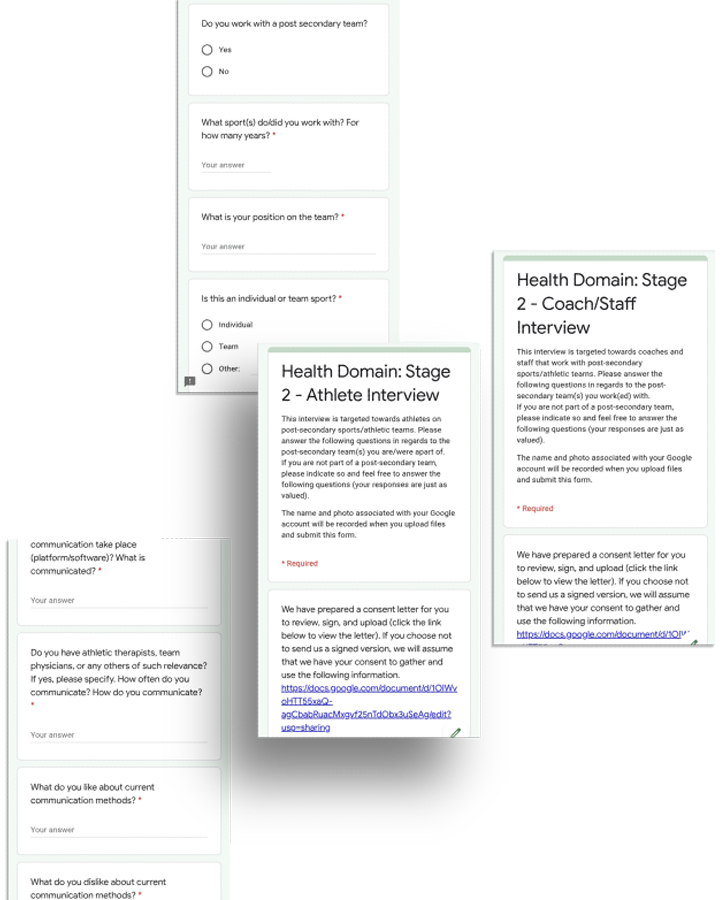 Do you work with a post secondary team?
Yes
No
What sport(s) do/did you work with? For
how many years? *
Your answer
What is your position on the team? *
Your answer
Is this an individual or team sport? *
Individual
Team
Other:
Health Domain: Stage
2 - Athlete Interview
This interview is targeted towards athletes on
post-secondary sports/athletic teams. Please
answer the following questions in regards to the
post-secondary team(s) you are/were apart of.
If you are not part of a post-secondary team,
please indicate so and feel free to answer the
following questions (your responses are just as
valued).
The name and photo associated with your Google
account will be recorded when you upload files
and submit this form.
* Required
We have prepared a consent letter for you
to review, sign, and upload (click the link
below to view the letter). If you choose not
to send us a signed version, we will assume
that we have your consent to gather and
use the following information.
https://docs.google.com/document/d/1OlWv
oHTT55xaQ-
agCbabRuacMxgvf25nTdObx3uSeAg/edit?
usp=sharing
Health Domain: Stage
2 - Coach/Staff
Interview
This interview is targeted towards coaches and
staff that work with post-secondary
sports/athletic teams. Please answer the
following questions in regards to the post-
secondary team(s) you work(ed) with.
If you are not part of a post-secondary team,
please indicate so and feel free to answer the
following questions (your responses are just as
valued).
The name and photo associated with your Google
account will be recorded when you upload files
and submit this form.
* Required
We have prepared a consent letter for you
to review, sign, and upload (click the link
below to view the letter). If you choose not
to send us a signed version, we will assume
that we have your consent to gather and
use the following information.
https://docs.google.com/document/d/1OlW
communication take place
(platform/software)? What is
communicated? *
Your answer
Do you have athletic therapists, team
physicians, or any others of such relevance?
If yes, please specify. How often do you
communicate? How do you communicate?
*
Your answer
What do you like about current
communication methods? *
Your answer
What do you dislike about current
communication methods? *